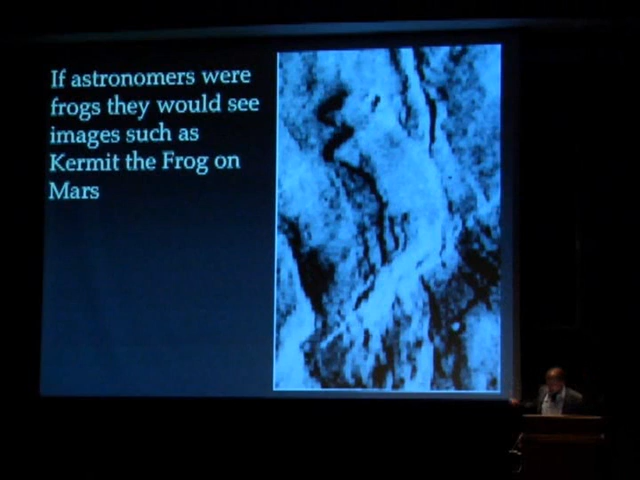 If astronomers were
frogs they would see
images such as
Kermit the Frog on
Mars